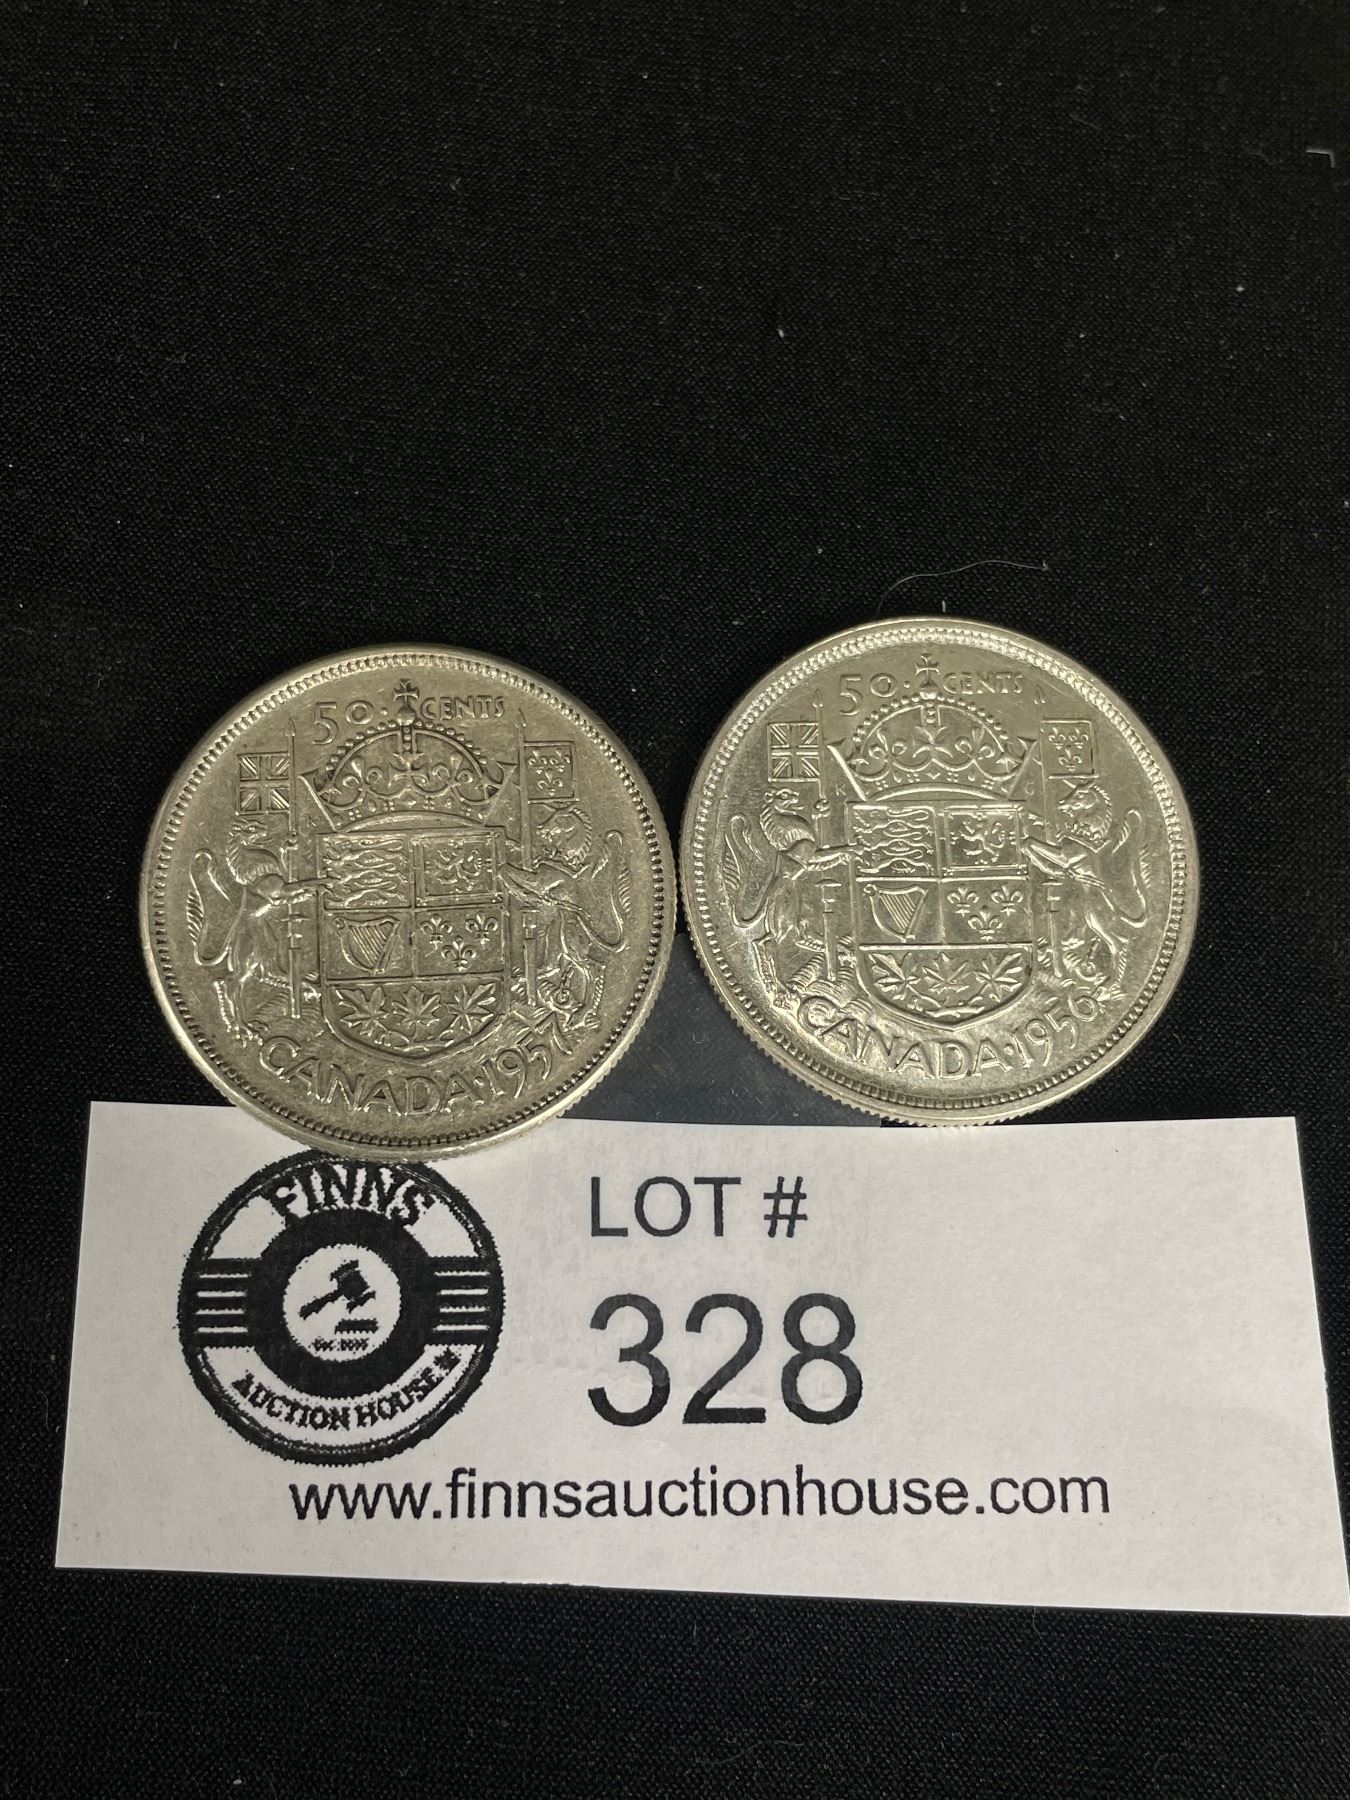 50 CENTS
CANADA·1957
50·CENTS
K G
CANADA·1956
FINNS
AUCTION HOUSE
LOT #
328
www.finnsauctionhouse.com